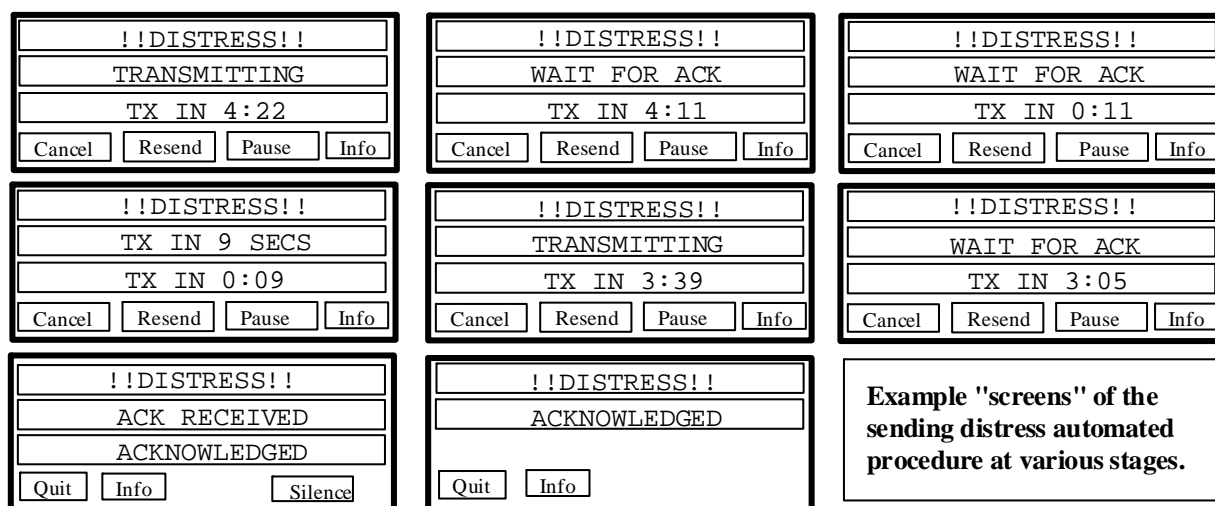 !!DISTRESS!!
TRANSMITTING
TX IN 4:22
Cancel Resend Pause Info
!!DISTRESS!!
WAIT FOR ACK
TX IN 4:11
Cancel Resend Pause Info
!!DISTRESS!!
WAIT FOR ACK
TX IN 0:11
Cancel Resend Pause Info
!!DISTRESS!!
TX IN 9 SECS
TX IN 0:09
Cancel Resend Pause Info
!!DISTRESS!!
TRANSMITTING
TX IN 3:39
Cancel Resend Pause Info
!!DISTRESS!!
WAIT FOR ACK
TX IN 3:05
Cancel Resend Pause Info
!!DISTRESS!!
ACK RECEIVED
ACKNOWLEDGED
Quit Info Silence
!!DISTRESS!!
ACKNOWLEDGED
Quit Info
Example "screens" of the
sending distress automated
procedure at various stages.